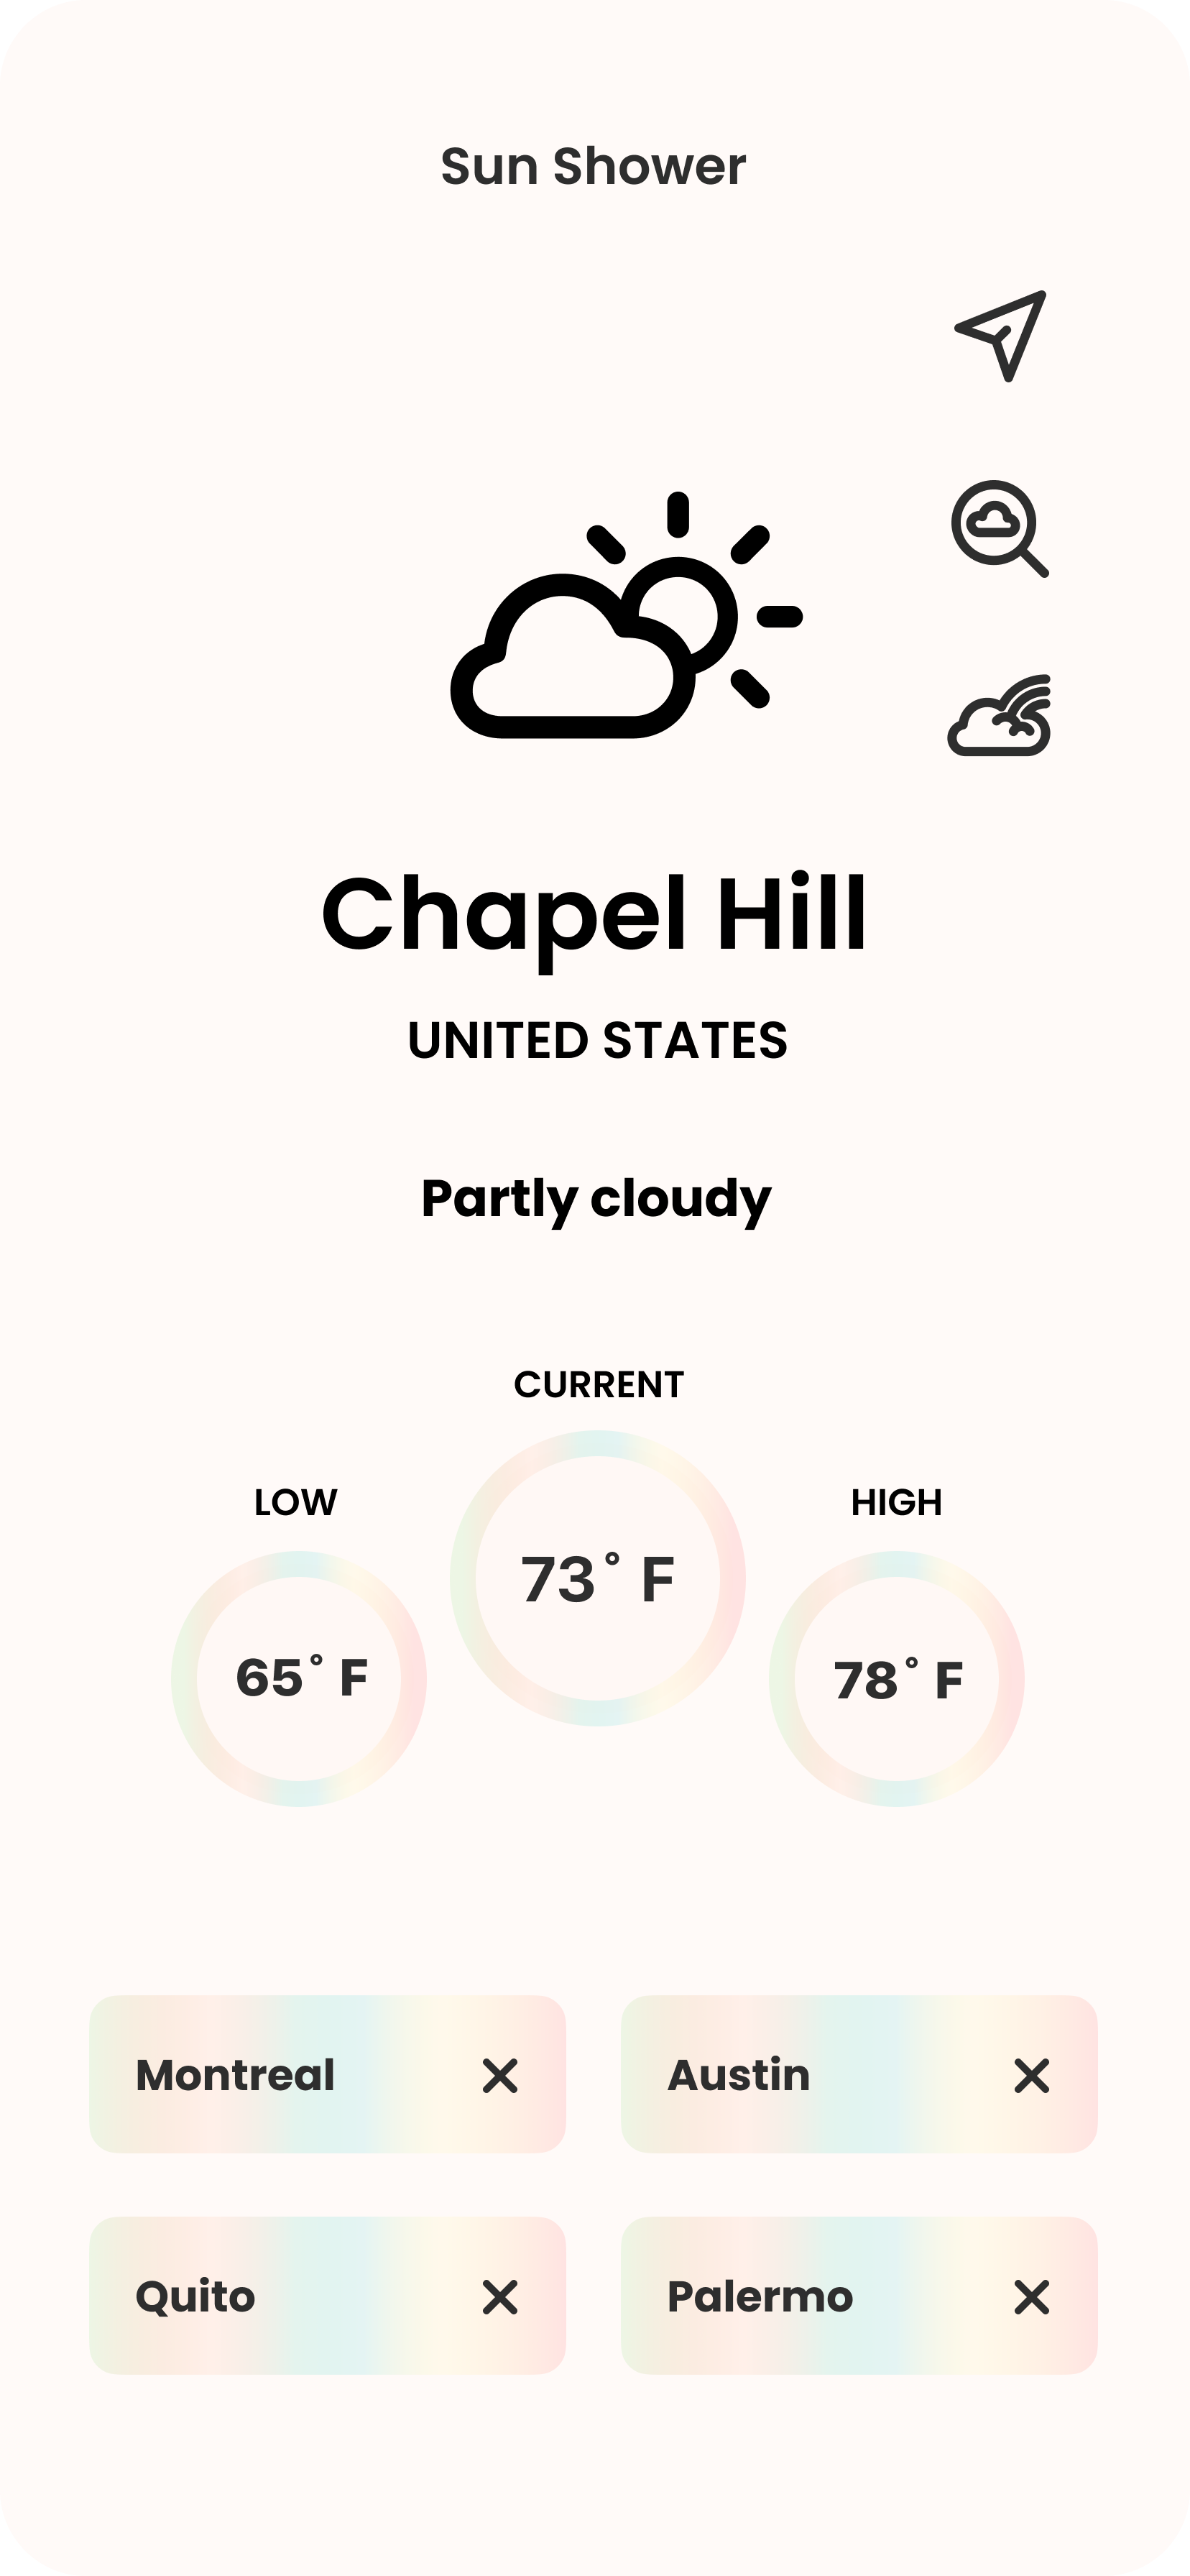 Sun Shower
Chapel Hill
UNITED STATES
Partly cloudy
CURRENT
LOW
HIGH
73° F
65° F
78° F
Montreal
Austin
Quito
Palermo